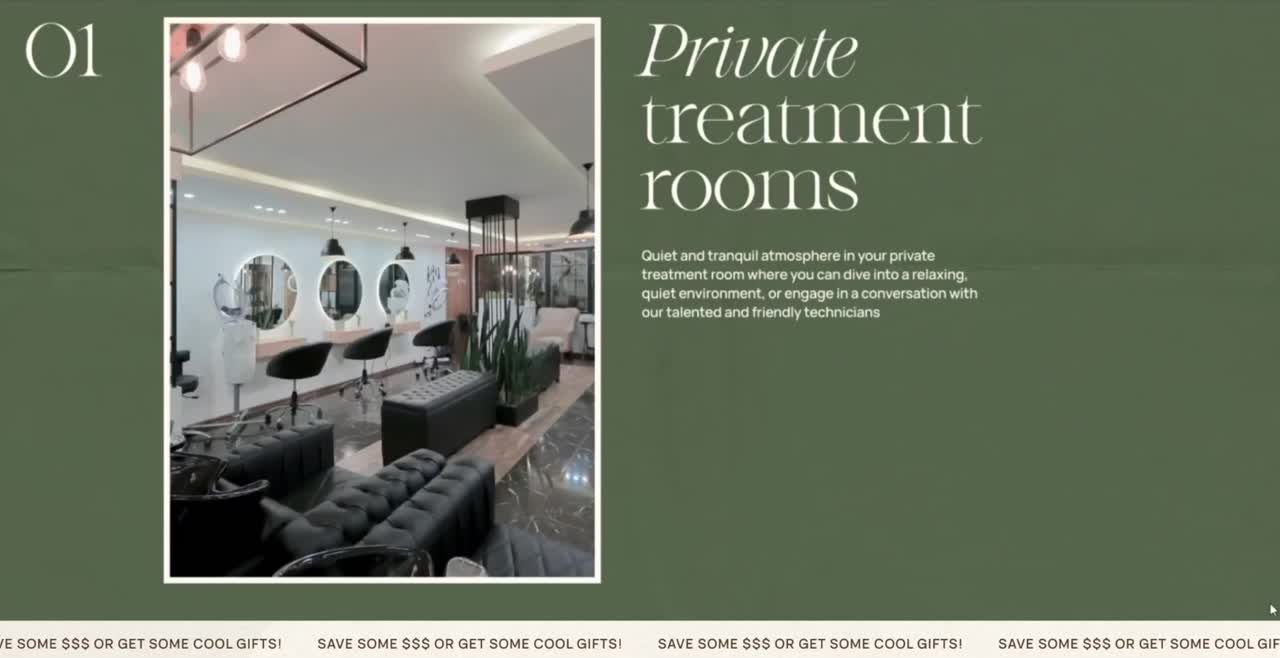 01
Private
treatment
rooms
Quiet and tranquil atmosphere in your private
treatment room where you can dive into a relaxing,
quiet environment, or engage in a conversation with
our talented and friendly technicians
SOME $$$ OR GET SOME COOL GIFTS! SAVE SOME $$$ OR GET SOME COOL GIFTS! SAVE SOME $$$ OR GET SOME COOL GIFTS! SAVE SOME $$$ OR GET SOME COOL